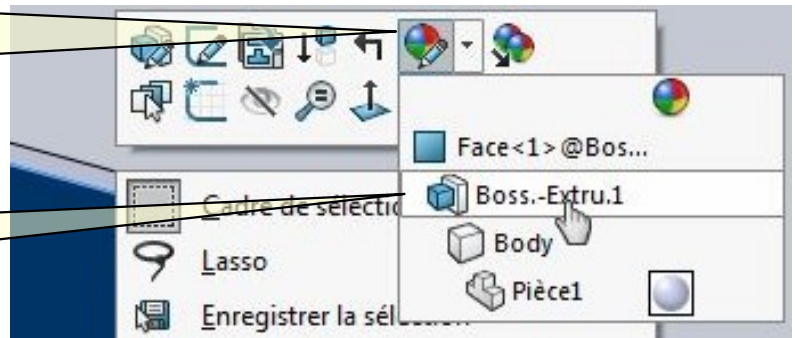 Face<1>@Bos...
Boss.-Extru.1
Cadre de sélectio
Body
Lasso
Pièce1
Enregistrer la sél